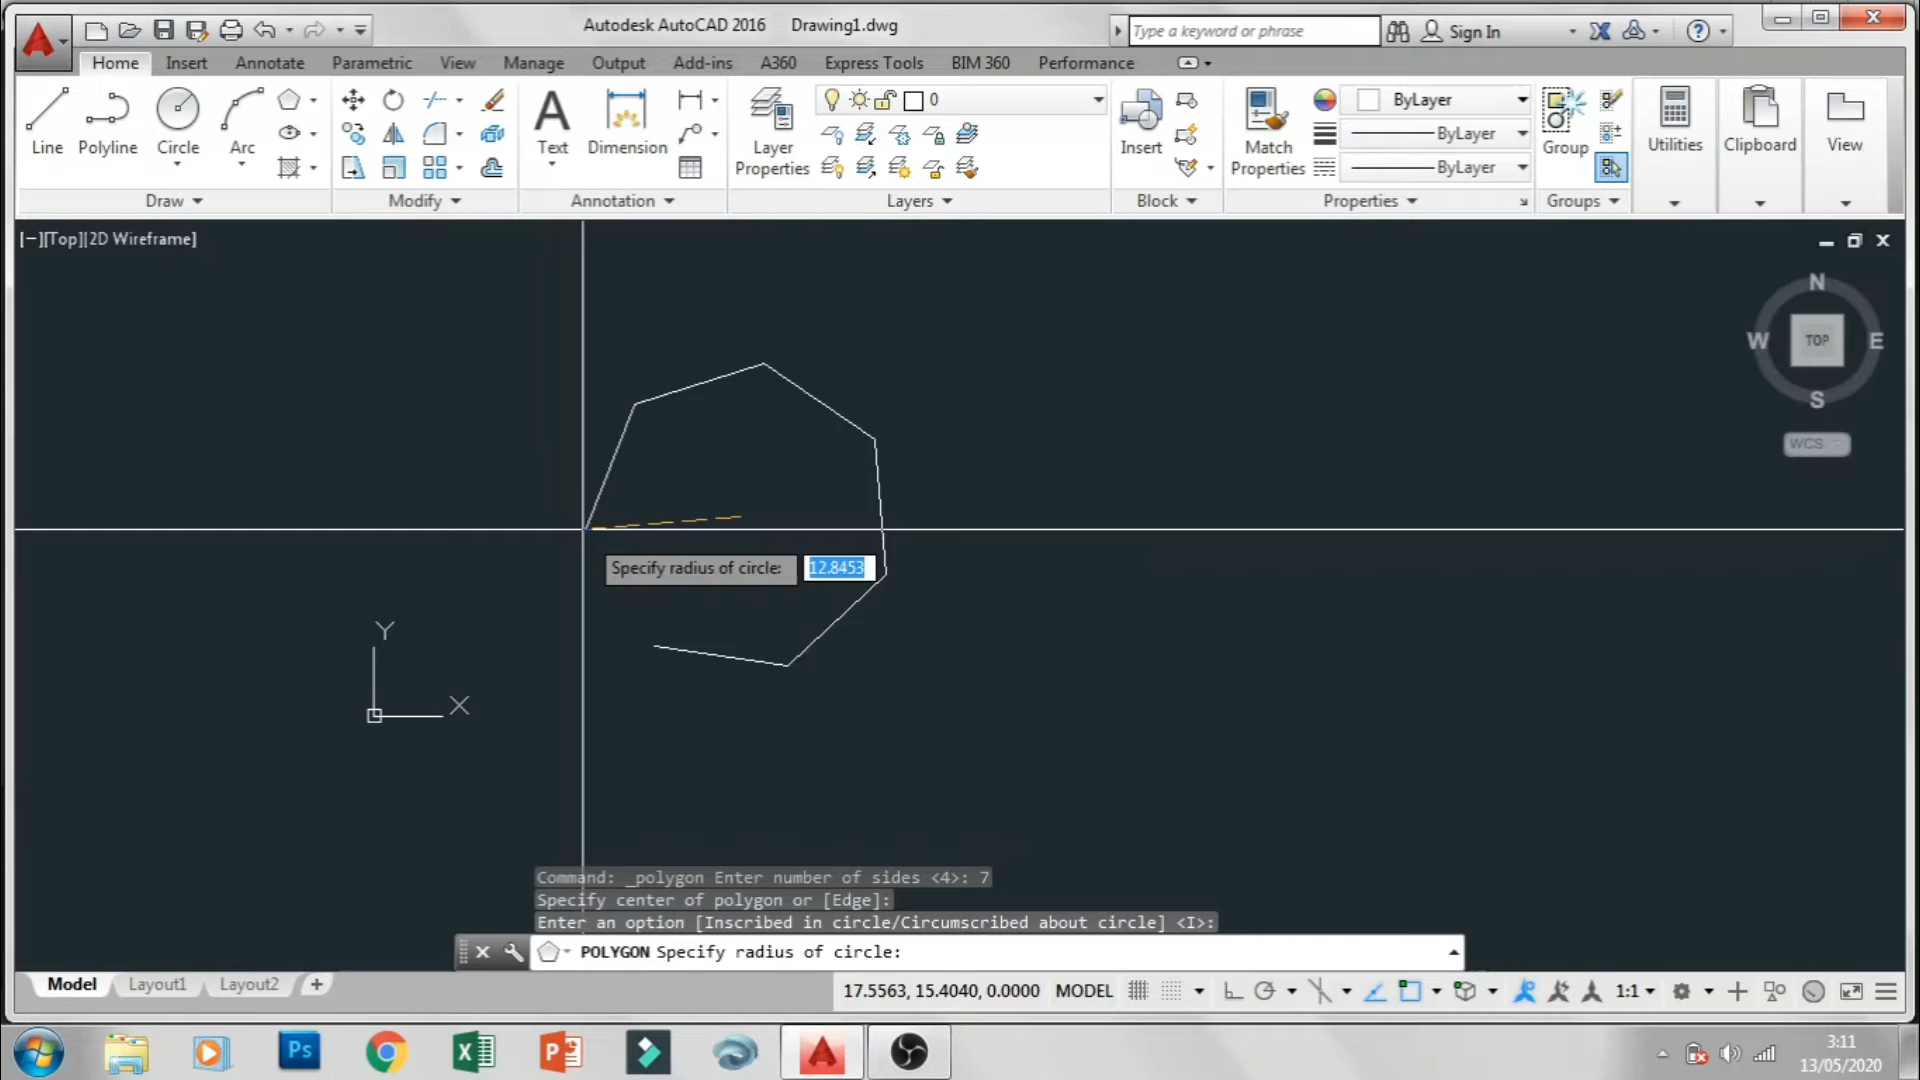 Autodesk AutoCAD 2016 Drawing1.dwg
Type a keyword or phrase
Sign In
Home Insert Annotate Parametric View Manage Output Add-ins A360 Express Tools BIM 360 Performance
Line Polyline Circle Arc
Text Dimension
Layer Properties
0
Insert
Match Properties
ByLayer
ByLayer
ByLayer
Group
Utilities
Clipboard
View
Draw Modify Annotation Layers Block Properties Groups
[−][Top][2D Wireframe]
N
W TOP E
S
WCS
Specify radius of circle: 12.8453
Y
X
Command: _polygon Enter number of sides <4>: 7
Specify center of polygon or [Edge]:
Enter an option [Inscribed in circle/Circumscribed about circle] <I>:
POLYGON Specify radius of circle:
Model Layout1 Layout2 +
17.5563, 15.4040, 0.0000 MODEL 1:1
Ps
3:11
13/05/2020